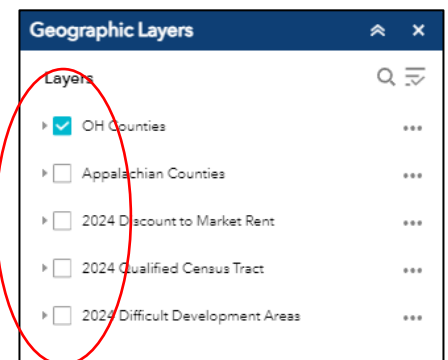 Geographic Layers
Layers
OH Counties
Appalachian Counties
2024 Discount to Market Rent
2024 Qualified Census Tract
2024 Difficult Development Areas